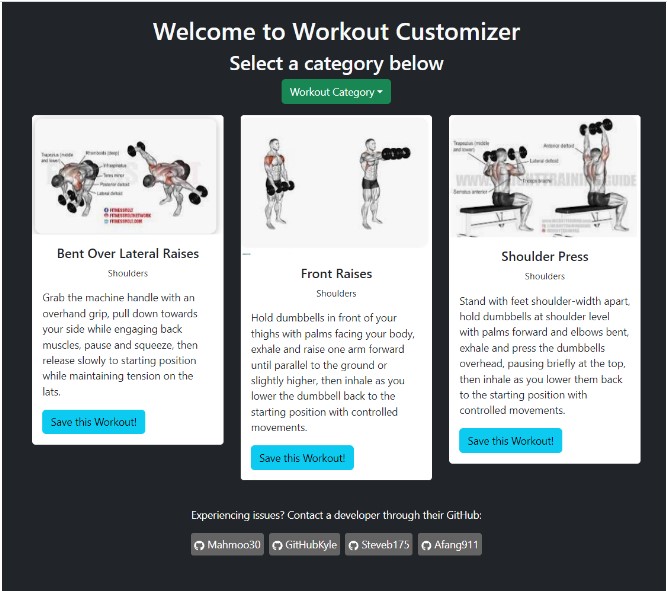 Welcome to Workout Customizer
Select a category below
Workout Category
Trapezius (middle
and lower)
Rhomboids (deep)
Infraspinatus
Teres minor
Posterior deltoid
Lateral deltoid
Bent Over Lateral Raises
Shoulders
Grab the machine handle with an
overhand grip, pull down towards
your side while engaging back
muscles, pause and squeeze, then
release slowly to starting position
while maintaining tension on the
lats.
Save this Workout!
Front Raises
Shoulders
Hold dumbbells in front of your
thighs with palms facing your body,
exhale and raise one arm forward
until parallel to the ground or
slightly higher, then inhale as you
lower the dumbbell back to the
starting position with controlled
movements.
Save this Workout!
Trapezius (middle
and lower)
Anterior deltoid
Lateral deltoid
Serratus anterior
Shoulder Press
Shoulders
Stand with feet shoulder-width apart,
hold dumbbells at shoulder level
with palms forward and elbows bent,
exhale and press the dumbbells
overhead, pausing briefly at the top,
then inhale as you lower them back
to the starting position with
controlled movements.
Save this Workout!
Experiencing issues? Contact a developer through their GitHub:
Mahmoo30
GitHubKyle
Steveb175
Afang911